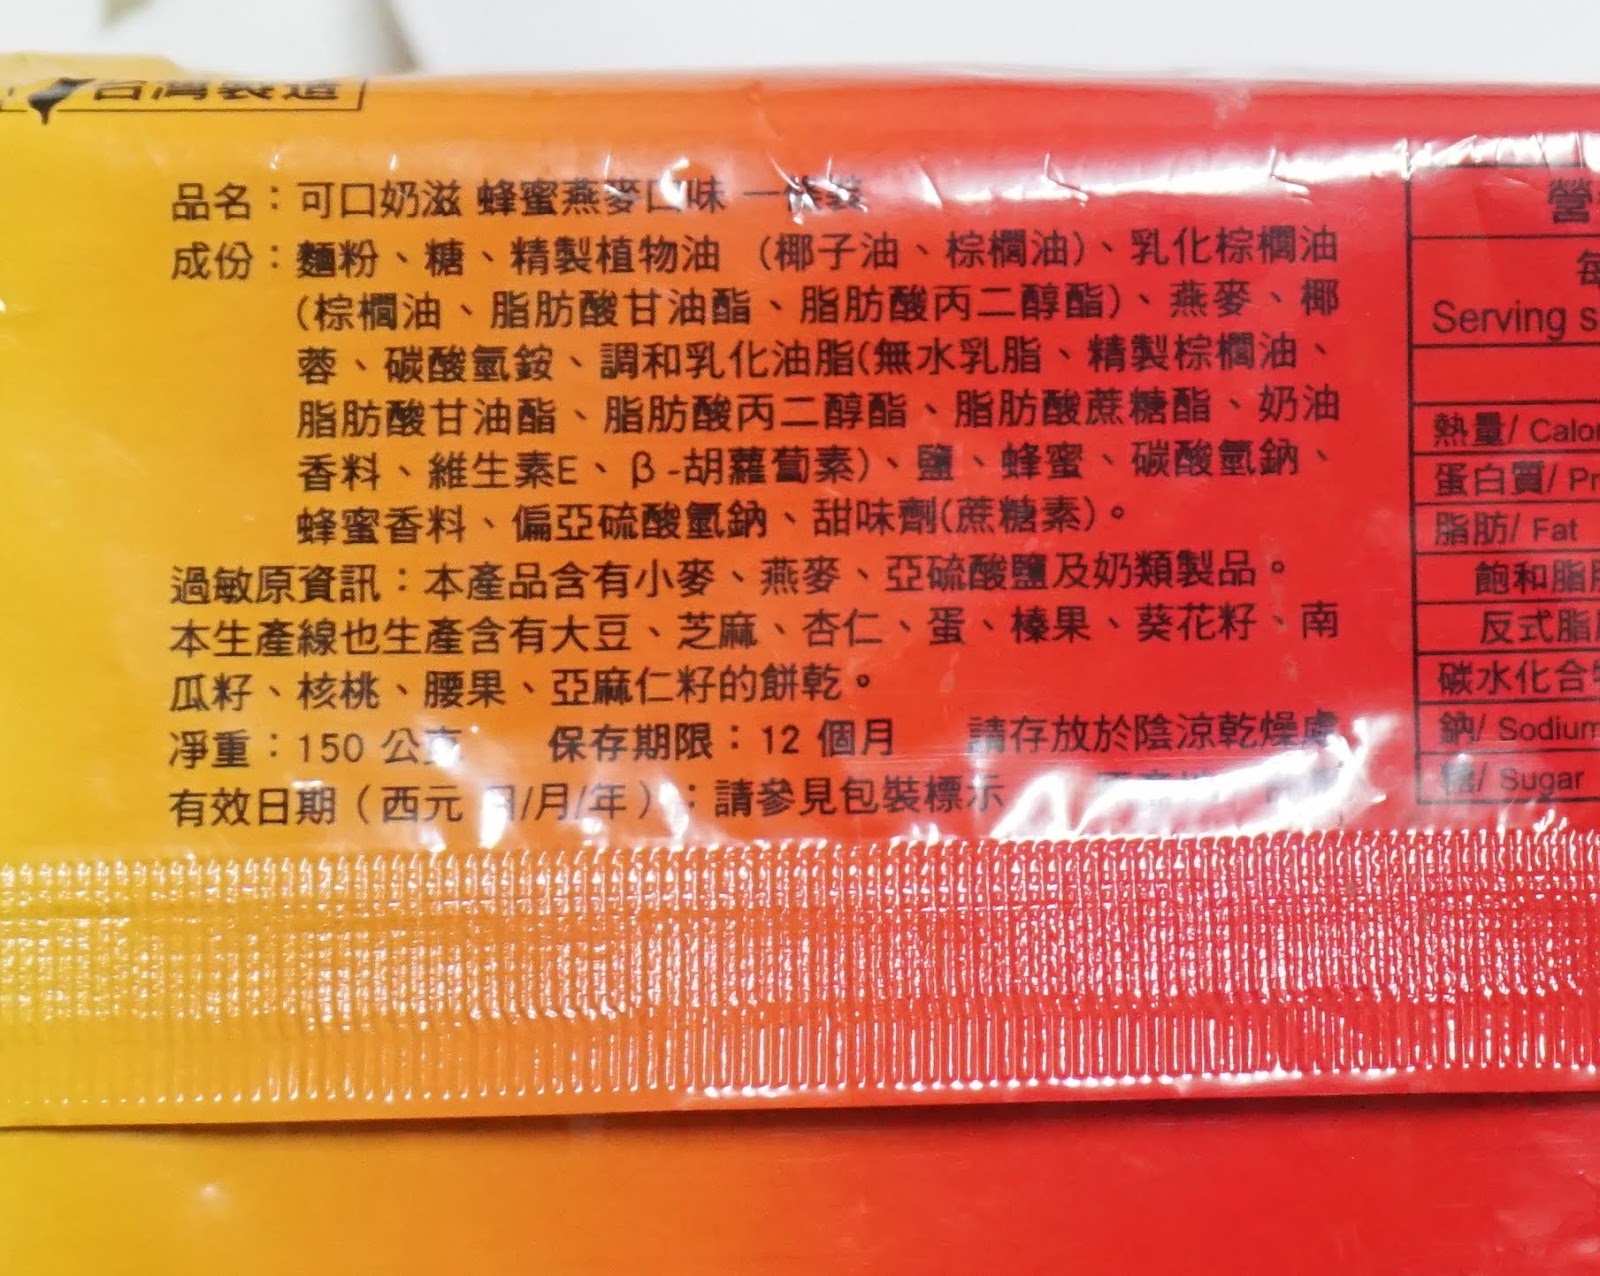 台灣製造
品名：可口奶滋 蜂蜜燕麥口味 一條裝
成份：麵粉、糖、精製植物油（椰子油、棕櫚油)、乳化棕櫚油
(棕櫚油、脂肪酸甘油酯、脂肪酸丙二醇酯)、燕麥、椰
蓉、碳酸氫銨、調和乳化油脂(無水乳脂、精製棕櫚油、
脂肪酸甘油酯、脂肪酸丙二醇酯、脂肪酸蔗糖酯、奶油
香料、維生素E、β-胡蘿蔔素)、鹽、蜂蜜、碳酸氫鈉、
蜂蜜香料、偏亞硫酸氫鈉、甜味劑(蔗糖素)。
過敏原資訊：本產品含有小麥、燕麥、亞硫酸鹽及奶類製品。
本生產線也生產含有大豆、芝麻、杏仁、蛋、榛果、葵花籽、南
瓜籽、核桃、腰果、亞麻仁籽的餅乾。
淨重：150 公克 保存期限：12 個月 請存放於陰涼乾燥處
有效日期（西元 日/月/年）：請參見包裝標示
營
每
Serving s
熱量/ Calo
蛋白質/ P
脂肪/ Fat
飽和脂
反式脂
碳水化合
鈉/ Sodium
糖/ Sugar